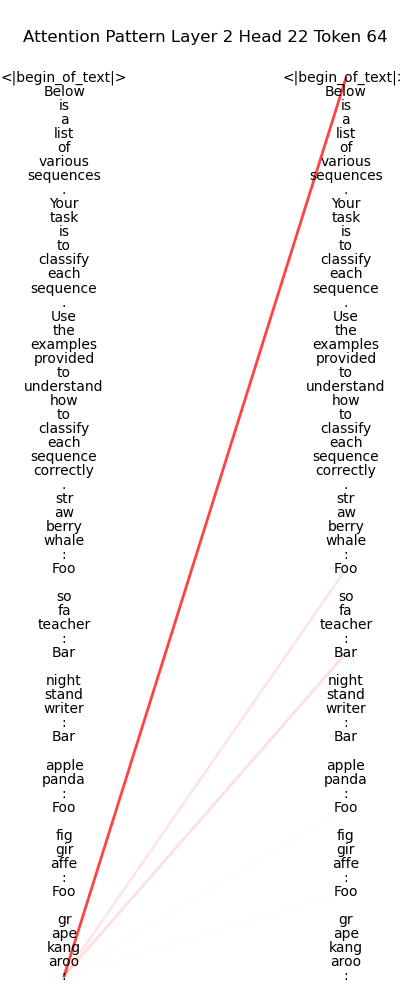 Attention Pattern Layer 2 Head 22 Token 64
<|begin_of_text|> <|begin_of_text|>
Below Below
is is
a a
list list
of of
various various
sequences sequences
. .
Your Your
task task
is is
to to
classify classify
each each
sequence sequence
. .
Use Use
the the
examples examples
provided provided
to to
understand understand
how how
to to
classify classify
each each
sequence sequence
correctly correctly
. .
str str
aw aw
berry berry
whale whale
: :
Foo Foo
so so
fa fa
teacher teacher
: :
Bar Bar
night night
stand stand
writer writer
: :
Bar Bar
apple apple
panda panda
: :
Foo Foo
fig fig
gir gir
affe affe
: :
Foo Foo
gr gr
ape ape
kang kang
aroo aroo
: :